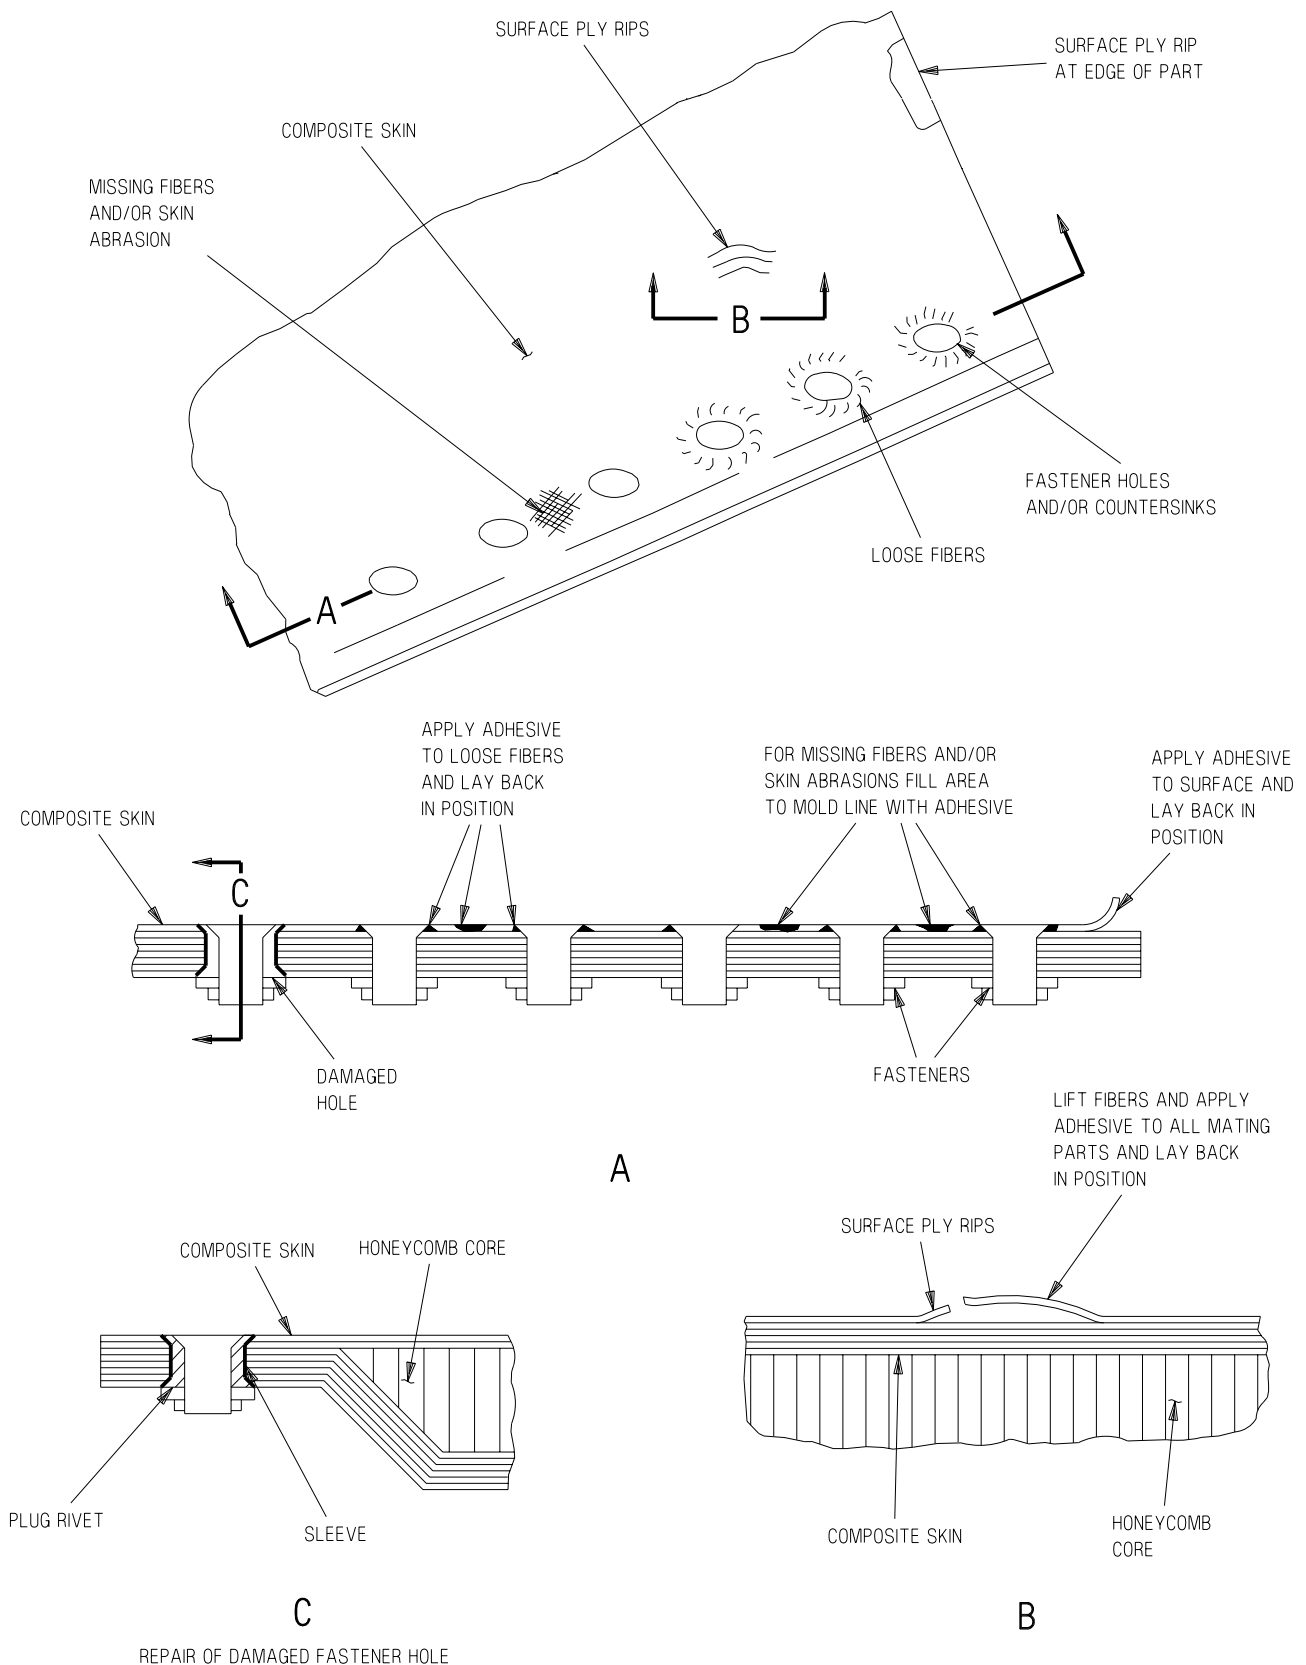 SURFACE PLY RIPS
SURFACE PLY RIP
AT EDGE OF PART
COMPOSITE SKIN
MISSING FIBERS
AND/OR SKIN
ABRASION
B
FASTENER HOLES
AND/OR COUNTERSINKS
LOOSE FIBERS
A
APPLY ADHESIVE
TO LOOSE FIBERS
AND LAY BACK
IN POSITION
FOR MISSING FIBERS AND/OR
SKIN ABRASIONS FILL AREA
TO MOLD LINE WITH ADHESIVE
APPLY ADHESIVE
TO SURFACE AND
LAY BACK IN
POSITION
COMPOSITE SKIN
C
DAMAGED
HOLE
FASTENERS
A
LIFT FIBERS AND APPLY
ADHESIVE TO ALL MATING
PARTS AND LAY BACK
IN POSITION
SURFACE PLY RIPS
COMPOSITE SKIN
HONEYCOMB CORE
PLUG RIVET
SLEEVE
COMPOSITE SKIN
HONEYCOMB
CORE
C
REPAIR OF DAMAGED FASTENER HOLE
B